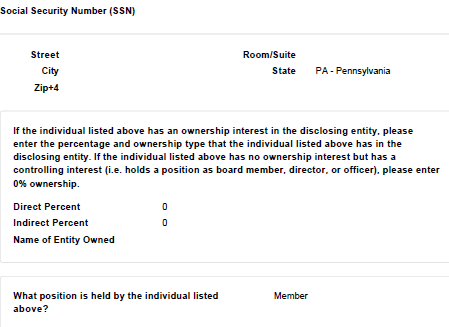 Social Security Number (SSN)
Street Room/Suite
City State PA - Pennsylvania
Zip+4
If the individual listed above has an ownership interest in the disclosing entity, please
enter the percentage and ownership type that the individual listed above has in the
disclosing entity. If the individual listed above has no ownership interest but has a
controlling interest (i.e. holds a position as board member, director, or officer), please enter
0% ownership.
Direct Percent 0
Indirect Percent 0
Name of Entity Owned
What position is held by the individual listed Member
above?